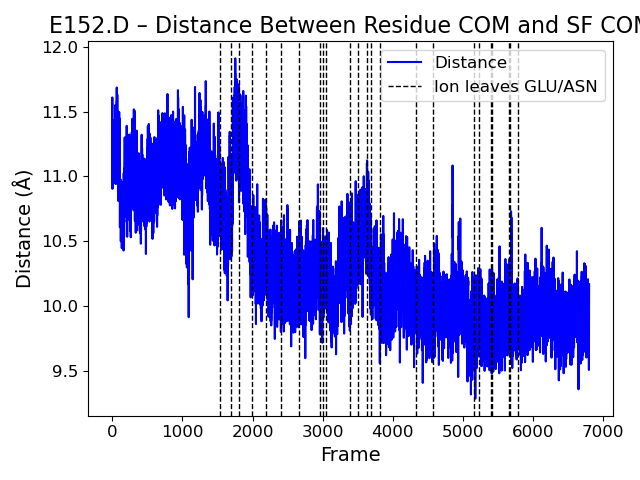 E152.D – Distance Between Residue COM and SF COM
12.0
11.5
11.0
10.5
10.0
9.5
Distance (Å)
Distance
Ion leaves GLU/ASN
0 1000 2000 3000 4000 5000 6000 7000
Frame